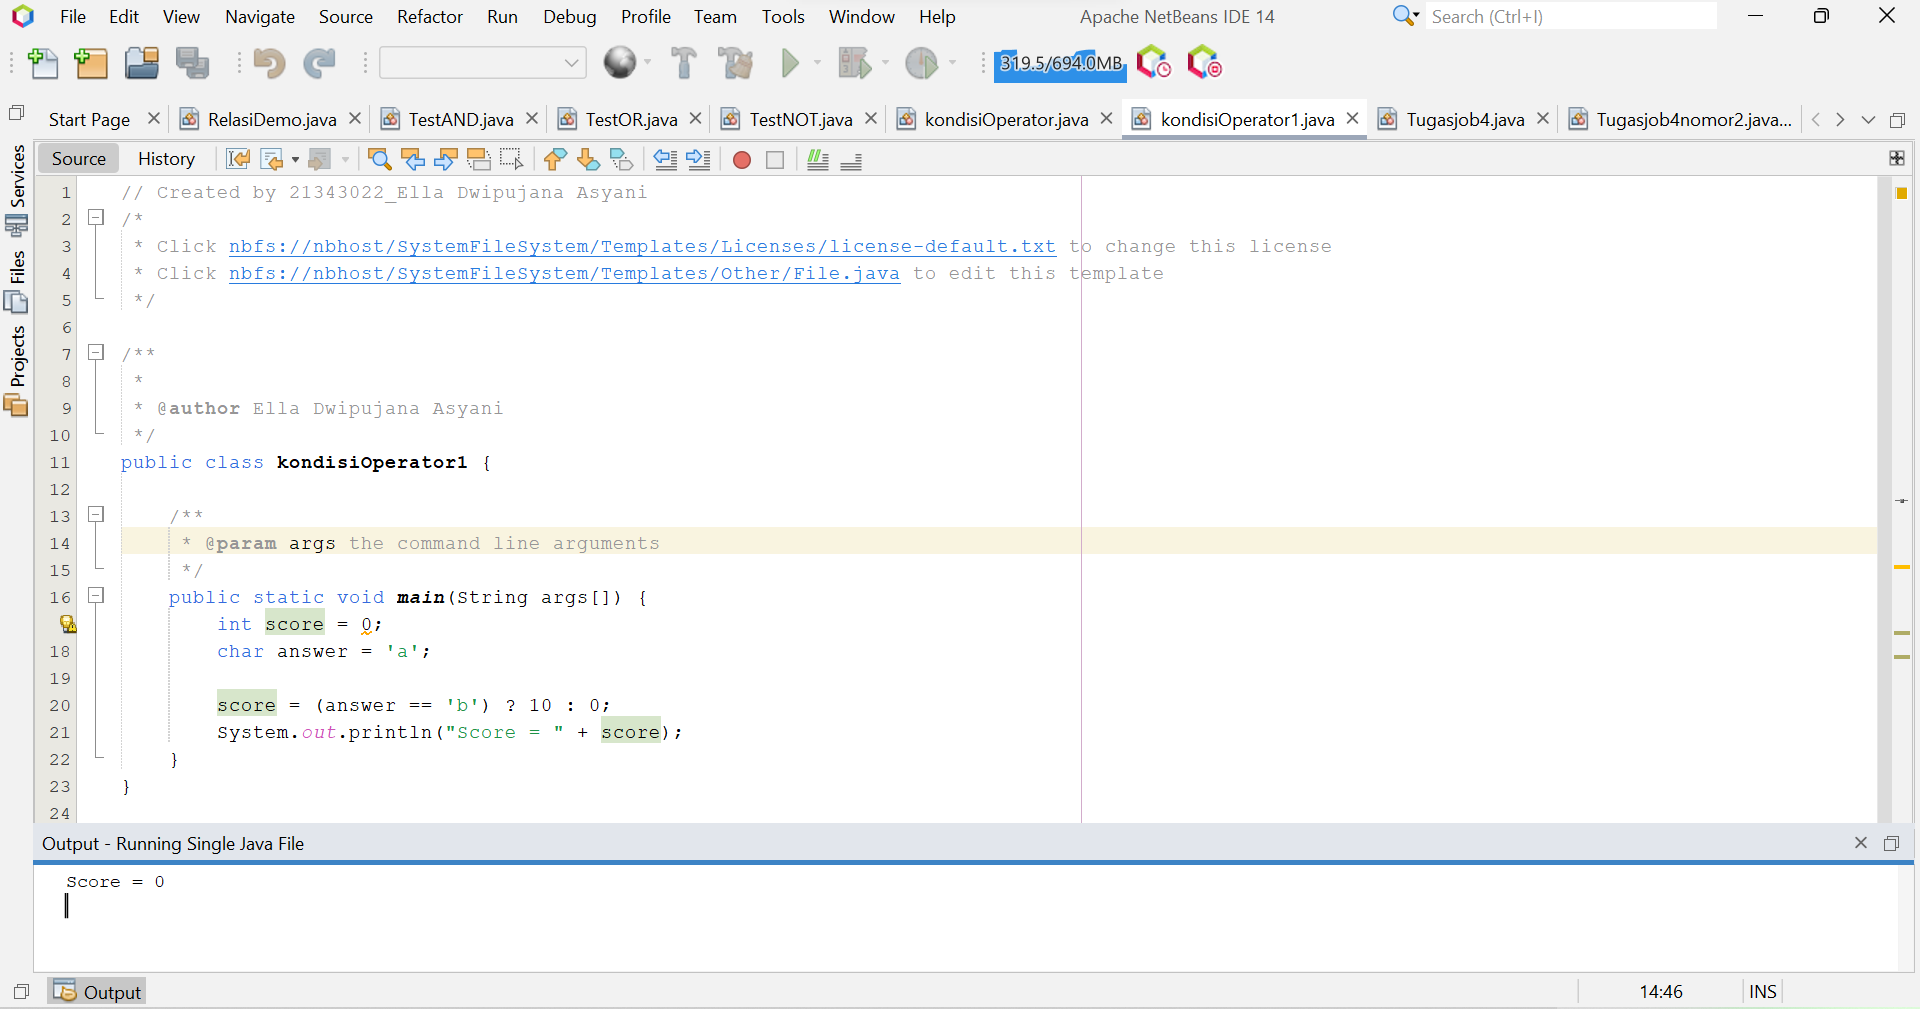 File Edit View Navigate Source Refactor Run Debug Profile Team Tools Window Help Apache NetBeans IDE 14 Search (Ctrl+I)
319.5/694.0MB
Start Page RelasiDemo.java TestAND.java TestOR.java TestNOT.java kondisiOperator.java kondisiOperator1.java Tugasjob4.java Tugasjob4nomor2.java...
Source History
Services
Files
Projects
1 // Created by 21343022_Ella Dwipujana Asyani
2 /*
3 * Click nbfs://nbhost/SystemFileSystem/Templates/Licenses/license-default.txt to change this license
4 * Click nbfs://nbhost/SystemFileSystem/Templates/Other/File.java to edit this template
5 */
6
7 /**
8 *
9 * @author Ella Dwipujana Asyani
10 */
11 public class kondisiOperator1 {
12
13 /**
14 * @param args the command line arguments
15 */
16 public static void main(String args[]) {
int score = 0;
18 char answer = 'a';
19
20 score = (answer == 'b') ? 10 : 0;
21 System.out.println("Score = " + score);
22 }
23 }
24
Output - Running Single Java File
Score = 0
Output 14:46 INS